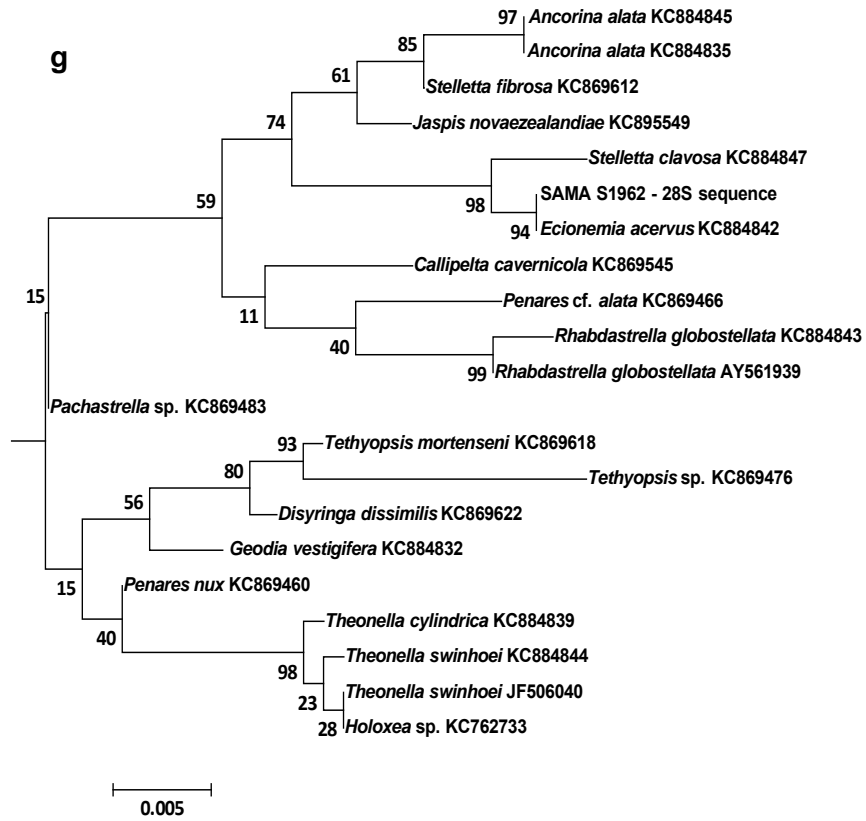 g
97 Ancorina alata KC884845
Ancorina alata KC884835
85
Stelletta fibrosa KC869612
61
Jaspis novaezealandiae KC895549
74
Stelletta clavosa KC884847
SAMA S1962 - 28S sequence
98
94 Ecionemia acervus KC884842
59
Callipelta cavernicola KC869545
Penares cf. alata KC869466
11
Rhabdastrella globostellata KC884843
40
99 Rhabdastrella globostellata AY561939
15
Pachastrella sp. KC869483
93 Tethyopsis mortenseni KC869618
80
Tethyopsis sp. KC869476
56
Disyringa dissimilis KC869622
Geodia vestigifera KC884832
15
Penares nux KC869460
40
Theonella cylindrica KC884839
98
Theonella swinhoei KC884844
23
Theonella swinhoei JF506040
28 Holoxea sp. KC762733
0.005